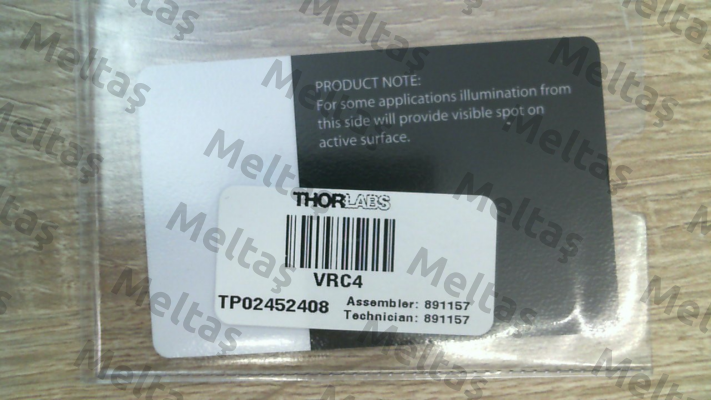 PRODUCT NOTE:
For some applications illumination from
this side will provide visible spot on
active surface.
THORLABS
VRC4
TP02452408
Assembler: 891157
Technician: 891157
Meltaş